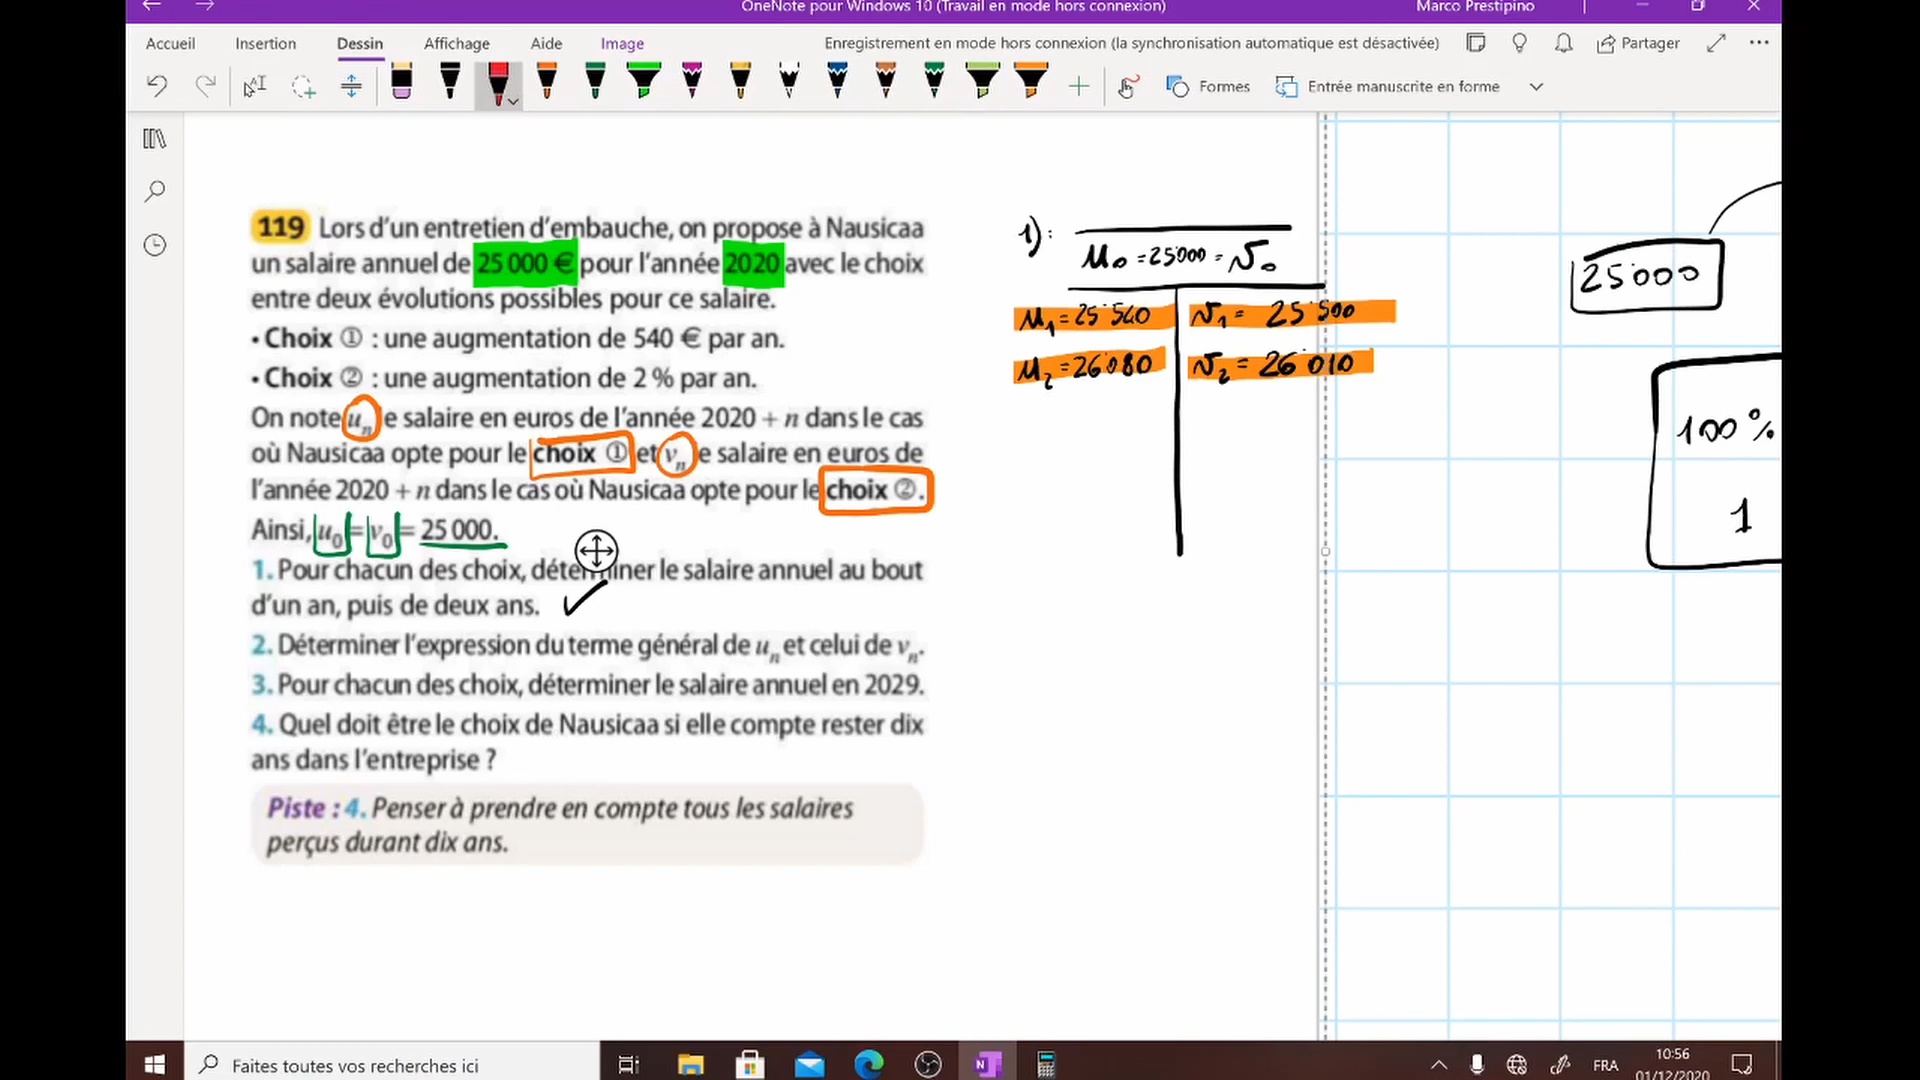 OneNote pour Windows 10 (Travail en mode hors connexion)
Marco Prestipino
Accueil Insertion Dessin Affichage Aide Image
Enregistrement en mode hors connexion (la synchronisation automatique est désactivée)
Partager
Formes
Entrée manuscrite en forme
119 Lors d'un entretien d'embauche, on propose à Nausicaa
un salaire annuel de 25 000 € pour l'année 2020 avec le choix
entre deux évolutions possibles pour ce salaire.
• Choix ① : une augmentation de 540 € par an.
• Choix ② : une augmentation de 2 % par an.
On note uₙ le salaire en euros de l'année 2020 + n dans le cas
où Nausicaa opte pour le choix ① et vₙ le salaire en euros de
l'année 2020 + n dans le cas où Nausicaa opte pour le choix ②.
Ainsi, u₀ = v₀ = 25 000.
1. Pour chacun des choix, déterminer le salaire annuel au bout
d'un an, puis de deux ans.
2. Déterminer l'expression du terme général de uₙ et celui de vₙ.
3. Pour chacun des choix, déterminer le salaire annuel en 2029.
4. Quel doit être le choix de Nausicaa si elle compte rester dix
ans dans l'entreprise ?
Piste : 4. Penser à prendre en compte tous les salaires
perçus durant dix ans.
1) :
u₀ = 25'000 = v₀
u₁ = 25'540
v₁ = 25'500
u₂ = 26'080
v₂ = 26'010
25'000
100 %
1
Faites toutes vos recherches ici
FRA
10:56
01/12/2020